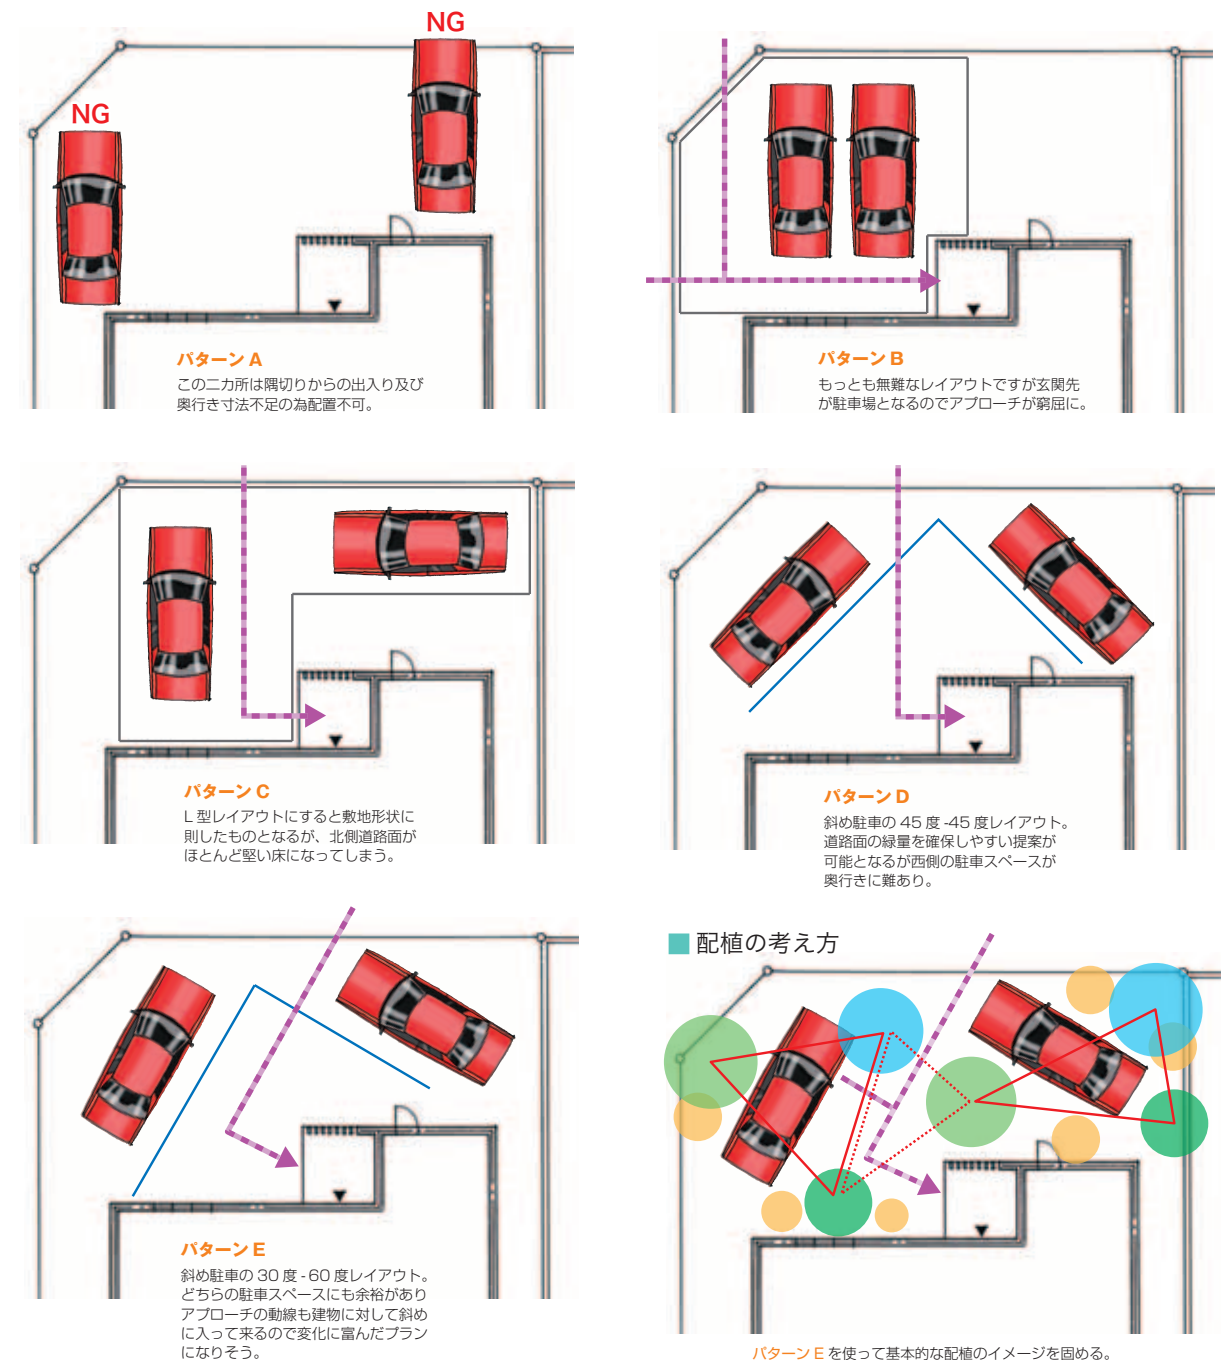 NG
NG
パターン A
この二カ所は隅切りからの出入り及び
奥行き寸法不足の為配置不可。
パターン B
もっとも無難なレイアウトですが玄関先
が駐車場となるのでアプローチが窮屈に。
パターン C
L 型レイアウトにすると敷地形状に
則したものとなるが、北側道路面が
ほとんど堅い床になってしまう。
パターン D
斜め駐車の 45 度 -45 度レイアウト。
道路面の緑量を確保しやすい提案が
可能となるが西側の駐車スペースが
奥行きに難あり。
パターン E
斜め駐車の 30 度 - 60 度レイアウト。
どちらの駐車スペースにも余裕があり
アプローチの動線も建物に対して斜め
に入って来るので変化に富んだプラン
になりそう。
配植の考え方
パターン E を使って基本的な配植のイメージを固める。